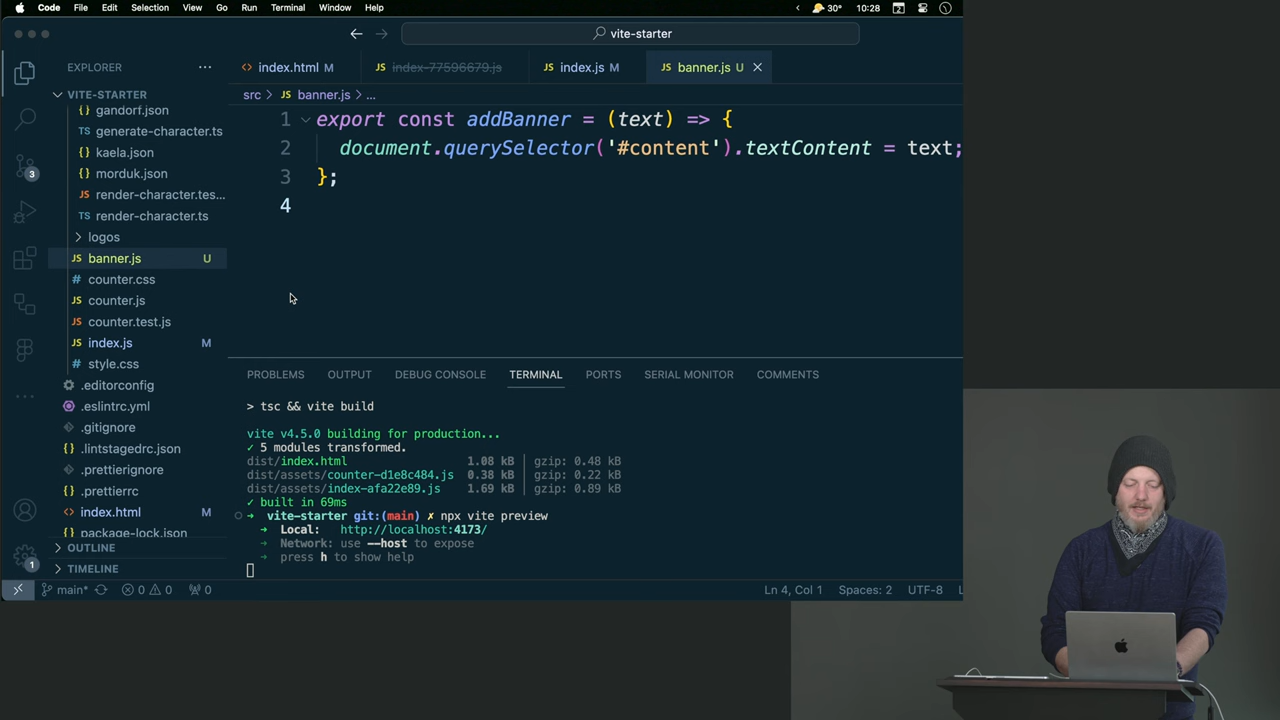 Code File Edit Selection View Go Run Terminal Window Help 30° 10:28
vite-starter
EXPLORER
index.html M
index-77596679.js
index.js M
banner.js U
VITE-STARTER
src > banner.js > ...
gandorf.json
generate-character.ts
kaela.json
morduk.json
render-character.tes...
render-character.ts
logos
banner.js U
counter.css
counter.js
counter.test.js
index.js M
style.css
.editorconfig
.eslintrc.yml
.gitignore
.lintstagedrc.json
.prettierignore
.prettierrc
index.html M
package-lock.json
OUTLINE
TIMELINE
3
1
1 export const addBanner = (text) => {
2 document.querySelector('#content').textContent = text;
3 };
4
PROBLEMS OUTPUT DEBUG CONSOLE TERMINAL PORTS SERIAL MONITOR COMMENTS
> tsc && vite build
vite v4.5.0 building for production...
✓ 5 modules transformed.
dist/index.html 1.08 kB │ gzip: 0.48 kB
dist/assets/counter-d1e8c484.js 0.38 kB │ gzip: 0.22 kB
dist/assets/index-afa22e89.js 1.69 kB │ gzip: 0.89 kB
✓ built in 69ms
➜ vite-starter git:(main) ✗ npx vite preview
➜ Local: http://localhost:4173/
➜ Network: use --host to expose
➜ press h to show help
main* 0 0 0 Ln 4, Col 1 Spaces: 2 UTF-8